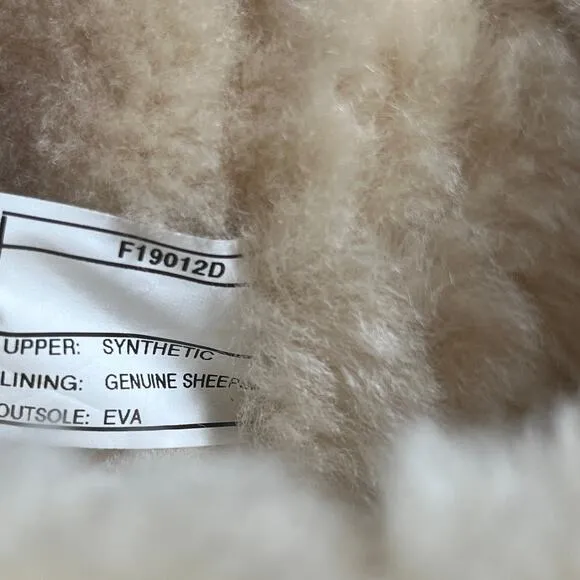 F19012D
UPPER: SYNTHETIC
LINING: GENUINE SHEEP
OUTSOLE: EVA